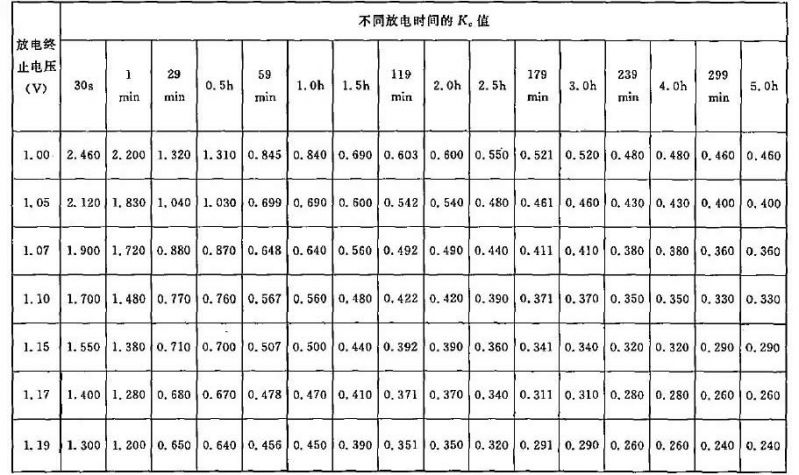 不同放电时间的 Kc 值
放电终
止电压
(V)
30s
1
min
29
min
0.5h
59
min
1.0h
1.5h
119
min
2.0h
2.5h
179
min
3.0h
239
min
4.0h
299
min
5.0h
1.00 2.460 2.200 1.320 1.310 0.845 0.840 0.690 0.603 0.600 0.550 0.521 0.520 0.480 0.480 0.460 0.460
1.05 2.120 1.830 1.040 1.030 0.699 0.690 0.600 0.542 0.540 0.480 0.461 0.460 0.430 0.430 0.400 0.400
1.07 1.900 1.720 0.880 0.870 0.648 0.640 0.560 0.492 0.490 0.440 0.411 0.410 0.380 0.380 0.360 0.360
1.10 1.700 1.480 0.770 0.760 0.567 0.560 0.480 0.422 0.420 0.390 0.371 0.370 0.350 0.350 0.330 0.330
1.15 1.550 1.380 0.710 0.700 0.507 0.500 0.440 0.392 0.390 0.360 0.341 0.340 0.320 0.320 0.290 0.290
1.17 1.400 1.280 0.680 0.670 0.478 0.470 0.410 0.371 0.370 0.340 0.311 0.310 0.280 0.280 0.260 0.260
1.19 1.300 1.200 0.650 0.640 0.456 0.450 0.390 0.351 0.350 0.320 0.291 0.290 0.260 0.260 0.240 0.240